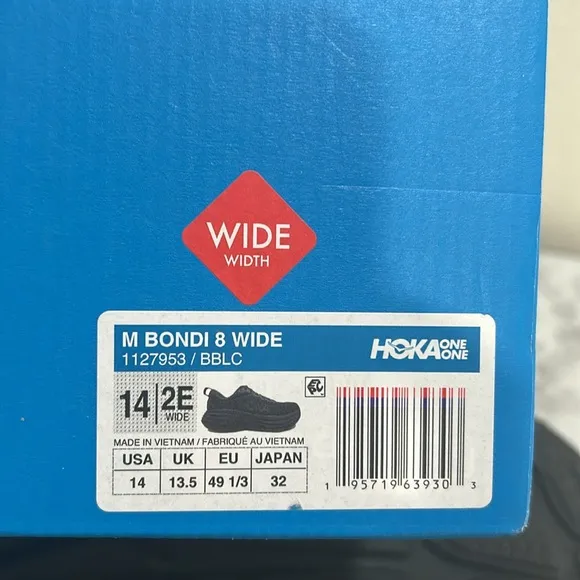 WIDE
WIDTH
M BONDI 8 WIDE
1127953 / BBLC
HOKA ONE ONE
14 2E WIDE
MADE IN VIETNAM / FABRIQUÉ AU VIETNAM
USA UK EU JAPAN
14 13.5 49 1/3 32
1 95719 63930 3